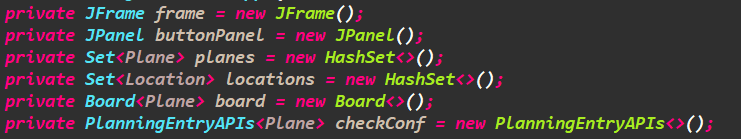 private JFrame frame = new JFrame();
private JPanel buttonPanel = new JPanel();
private Set<Plane> planes = new HashSet<>();
private Set<Location> locations = new HashSet<>();
private Board<Plane> board = new Board<>();
private PlanningEntryAPIs<Plane> checkConf = new PlanningEntryAPIs<>();